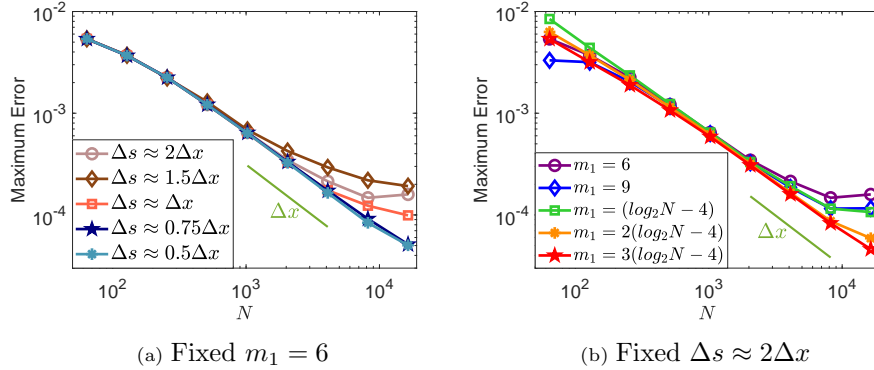 10^{-2}
10^{-3}
10^{-4}
Maximum Error
Δs ≈ 2Δx
Δs ≈ 1.5Δx
Δs ≈ Δx
Δs ≈ 0.75Δx
Δs ≈ 0.5Δx
Δx
10^2
10^3
10^4
N
(a) Fixed m_1 = 6
10^{-2}
10^{-3}
10^{-4}
Maximum Error
m_1 = 6
m_1 = 9
m_1 = (log_2N − 4)
m_1 = 2(log_2N − 4)
m_1 = 3(log_2N − 4)
Δx
10^2
10^3
10^4
N
(b) Fixed Δs ≈ 2Δx